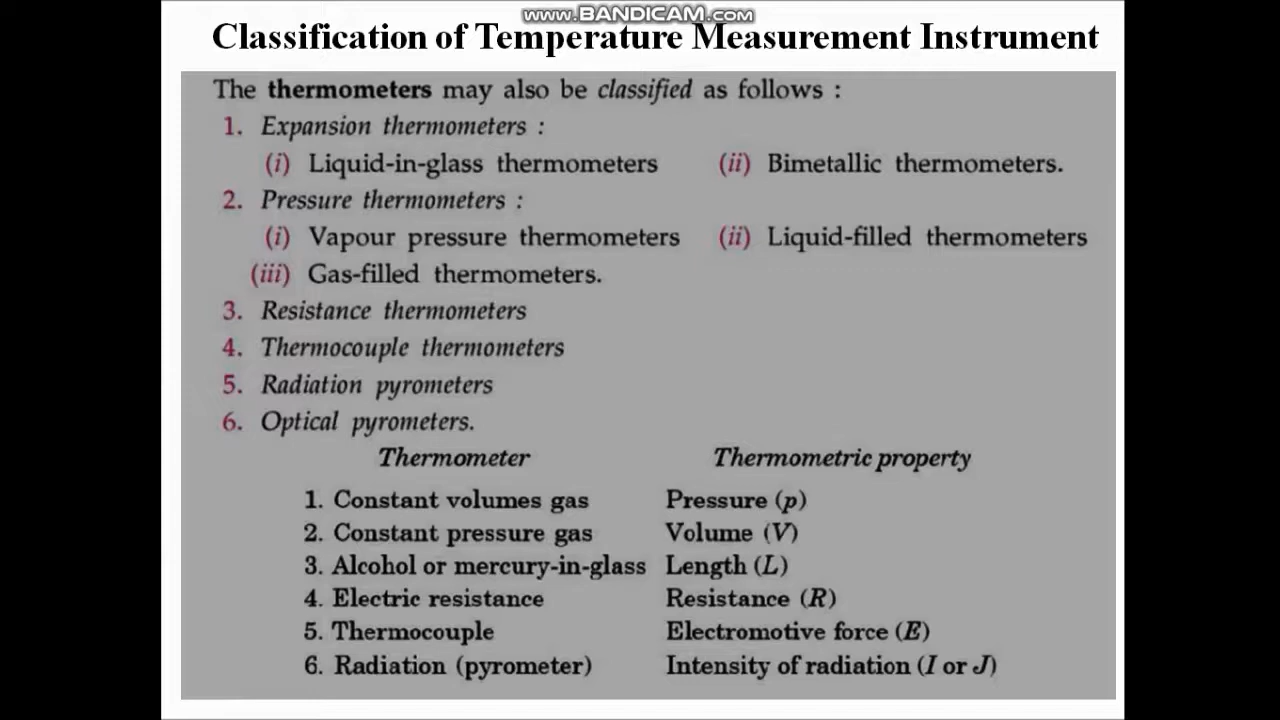 www.BANDICAM.com
Classification of Temperature Measurement Instrument
The thermometers may also be classified as follows :
1. Expansion thermometers :
(i) Liquid-in-glass thermometers (ii) Bimetallic thermometers.
2. Pressure thermometers :
(i) Vapour pressure thermometers (ii) Liquid-filled thermometers
(iii) Gas-filled thermometers.
3. Resistance thermometers
4. Thermocouple thermometers
5. Radiation pyrometers
6. Optical pyrometers.
Thermometer Thermometric property
1. Constant volumes gas Pressure (p)
2. Constant pressure gas Volume (V)
3. Alcohol or mercury-in-glass Length (L)
4. Electric resistance Resistance (R)
5. Thermocouple Electromotive force (E)
6. Radiation (pyrometer) Intensity of radiation (I or J)